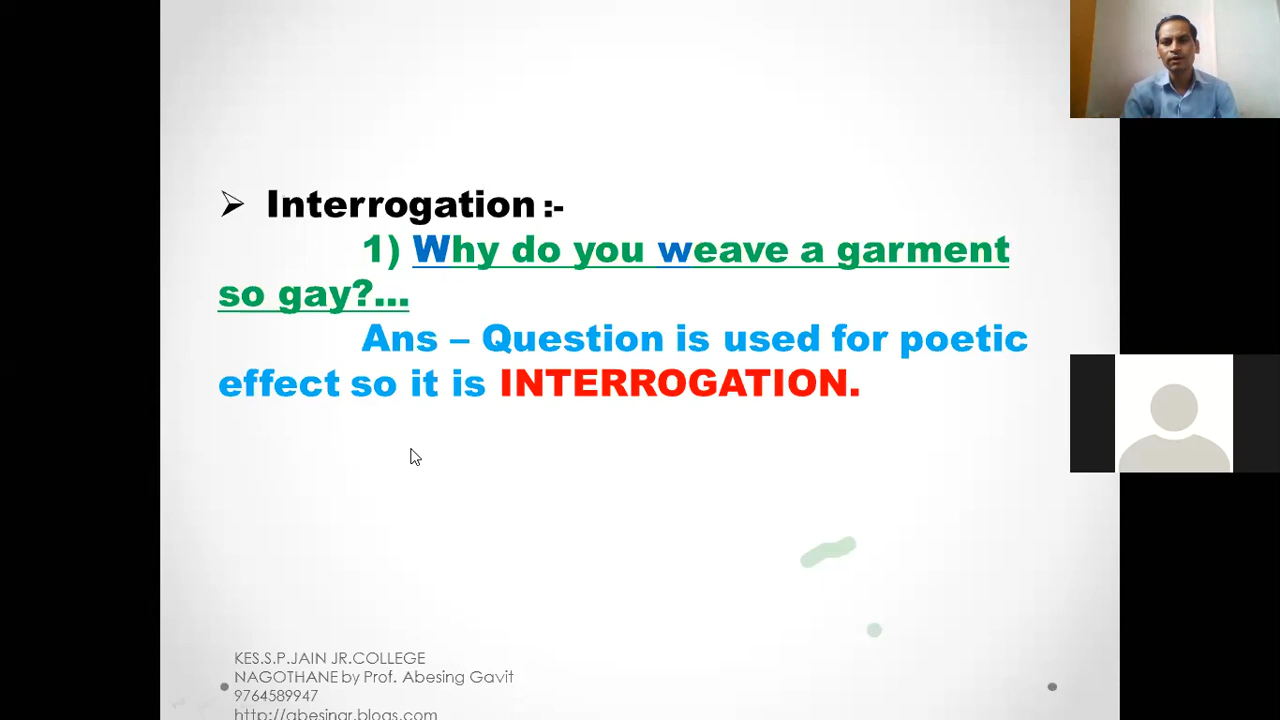 Interrogation :-
1) Why do you weave a garment
so gay?...
Ans – Question is used for poetic
effect so it is INTERROGATION.
KES.S.P.JAIN JR.COLLEGE
NAGOTHANE by Prof. Abesing Gavit
9764589947
http://abesingr.blogs.com